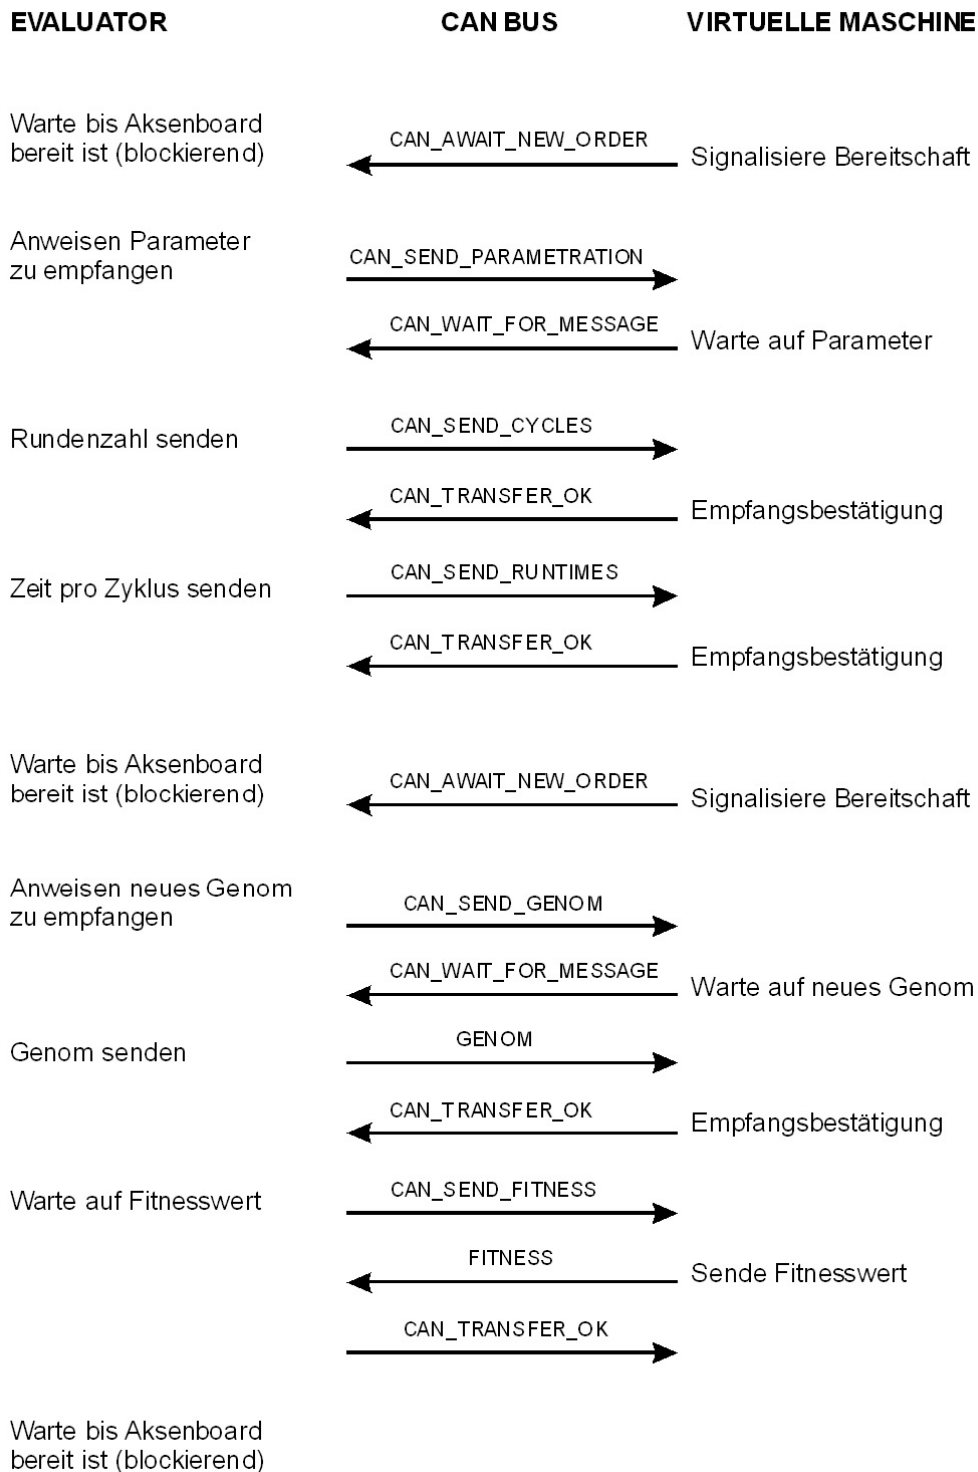 EVALUATOR CAN BUS VIRTUELLE MASCHINE
Warte bis Aksenboard
bereit ist (blockierend)
CAN_AWAIT_NEW_ORDER
Signalisiere Bereitschaft
Anweisen Parameter
zu empfangen
CAN_SEND_PARAMETRATION
CAN_WAIT_FOR_MESSAGE
Warte auf Parameter
Rundenzahl senden
CAN_SEND_CYCLES
CAN_TRANSFER_OK
Empfangsbestätigung
Zeit pro Zyklus senden
CAN_SEND_RUNTIMES
CAN_TRANSFER_OK
Empfangsbestätigung
Warte bis Aksenboard
bereit ist (blockierend)
CAN_AWAIT_NEW_ORDER
Signalisiere Bereitschaft
Anweisen neues Genom
zu empfangen
CAN_SEND_GENOM
CAN_WAIT_FOR_MESSAGE
Warte auf neues Genom
Genom senden
GENOM
CAN_TRANSFER_OK
Empfangsbestätigung
Warte auf Fitnesswert
CAN_SEND_FITNESS
FITNESS
Sende Fitnesswert
CAN_TRANSFER_OK
Warte bis Aksenboard
bereit ist (blockierend)